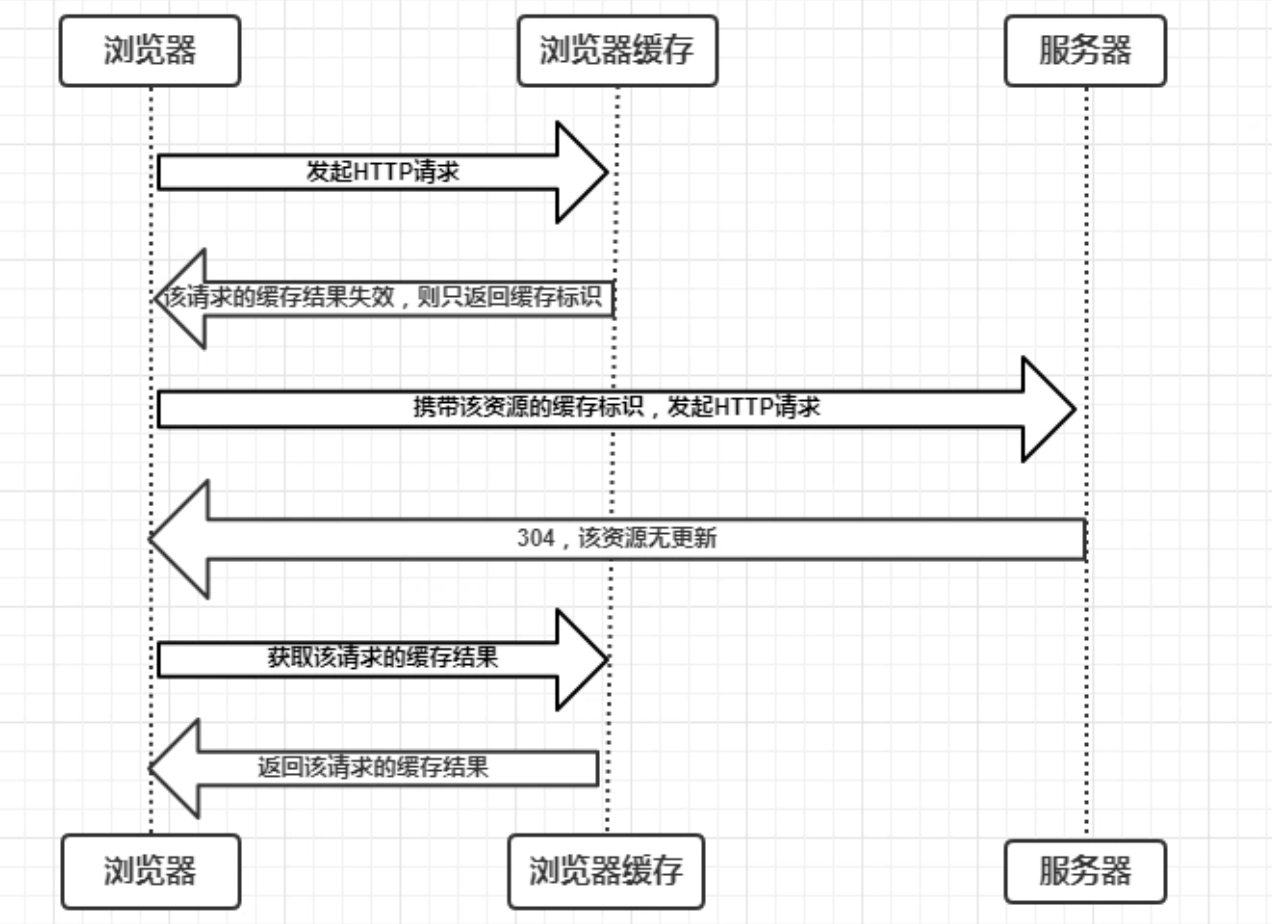 浏览器
浏览器缓存
服务器
发起HTTP请求
该请求的缓存结果失效，则只返回缓存标识
携带该资源的缓存标识，发起HTTP请求
304，该资源无更新
获取该请求的缓存结果
返回该请求的缓存结果
浏览器
浏览器缓存
服务器